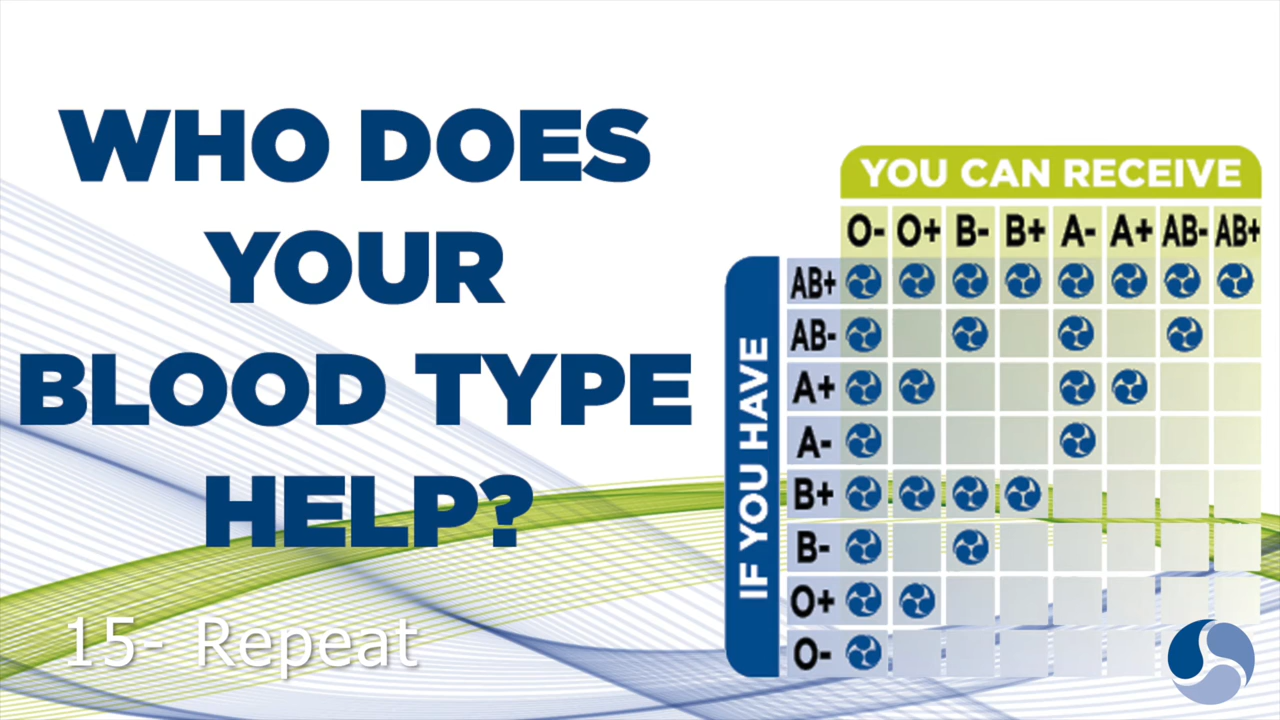 WHO DOES
YOUR
BLOOD TYPE
HELP?
15- Repeat
YOU CAN RECEIVE
O- O+ B- B+ A- A+ AB- AB+
IF YOU HAVE
AB+
AB-
A+
A-
B+
B-
O+
O-